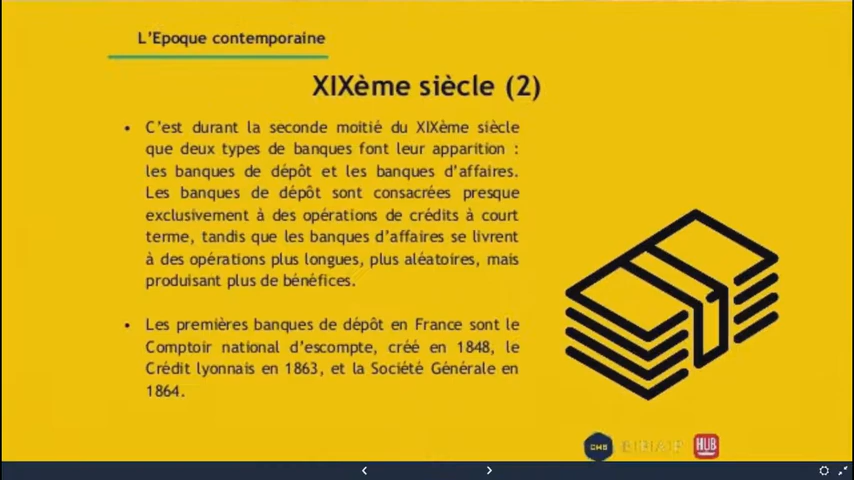 L’Epoque contemporaine
XIXème siècle (2)
• C’est durant la seconde moitié du XIXème siècle
que deux types de banques font leur apparition :
les banques de dépôt et les banques d’affaires.
Les banques de dépôt sont consacrées presque
exclusivement à des opérations de crédits à court
terme, tandis que les banques d’affaires se livrent
à des opérations plus longues, plus aléatoires, mais
produisant plus de bénéfices.
• Les premières banques de dépôt en France sont le
Comptoir national d’escompte, créé en 1848, le
Crédit lyonnais en 1863, et la Société Générale en
1864.
HUB